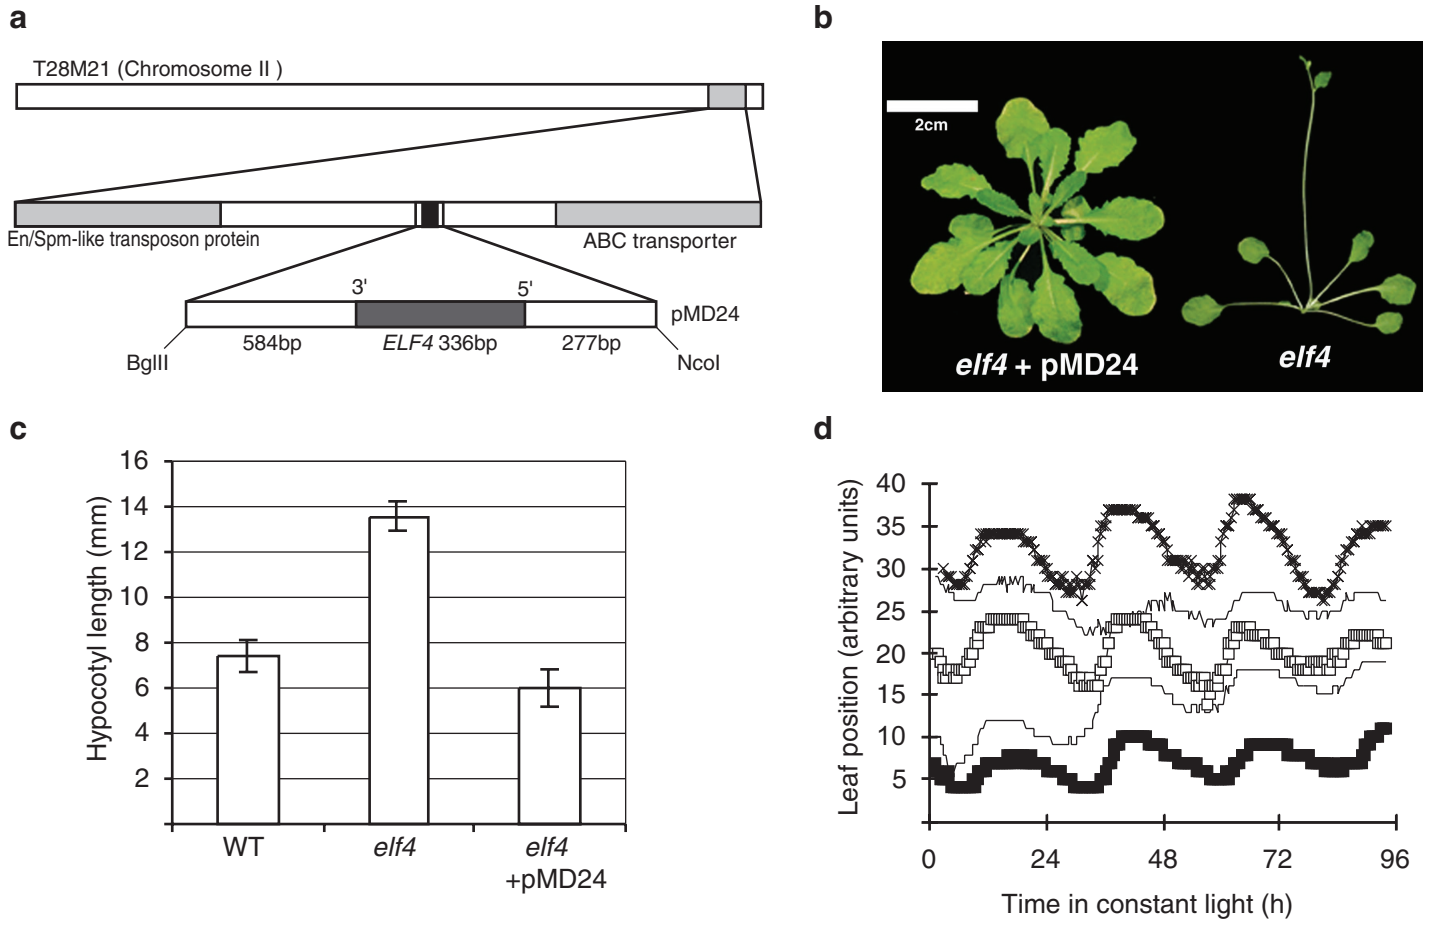 a
T28M21 (Chromosome II )
En/Spm-like transposon protein
ABC transporter
3'
5'
pMD24
584bp
ELF4 336bp
277bp
BglII
NcoI
b
2cm
elf4 + pMD24
elf4
c
Hypocotyl length (mm)
16
14
12
10
8
6
4
2
WT
elf4
elf4
+pMD24
d
Leaf position (arbitrary units)
40
35
30
25
20
15
10
5
0
24
48
72
96
Time in constant light (h)